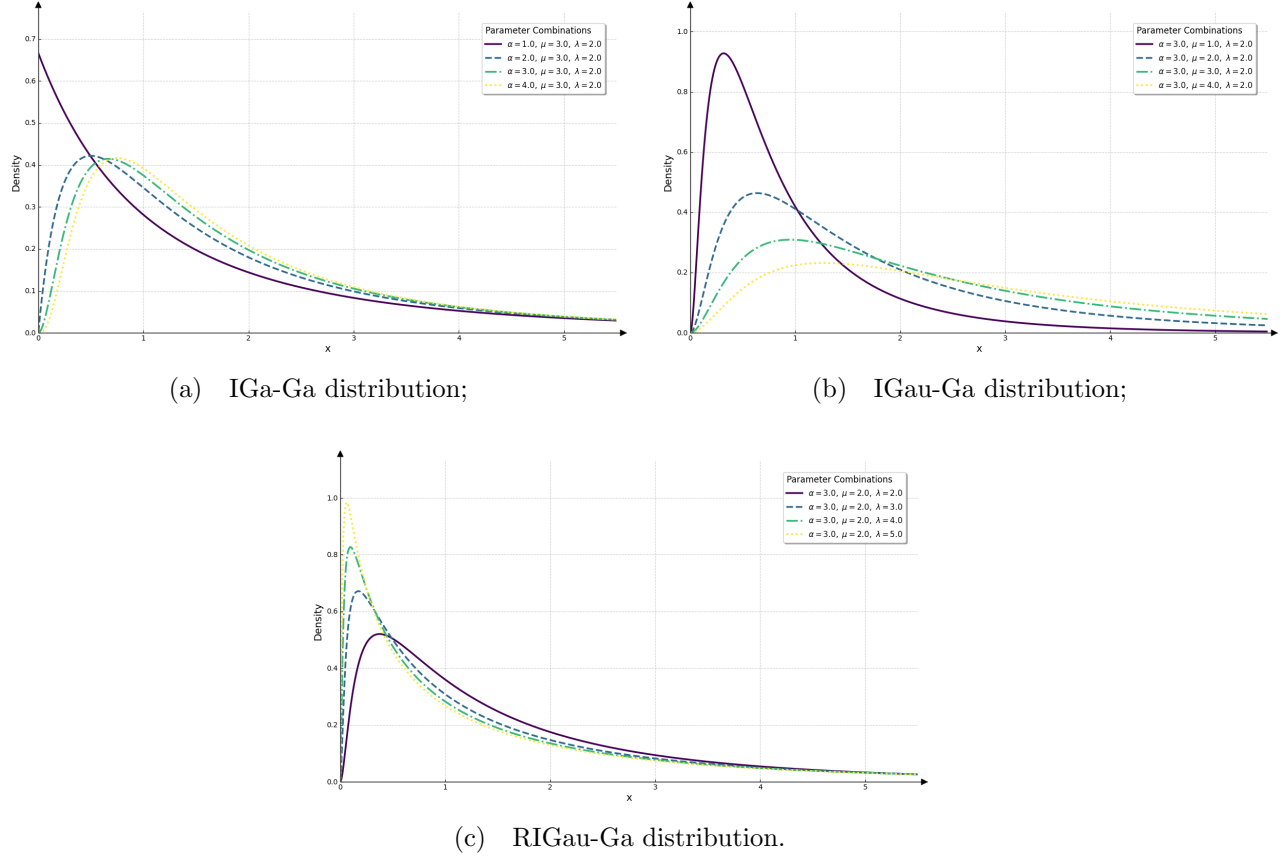 Parameter Combinations
α = 1.0, μ = 3.0, λ = 2.0
α = 2.0, μ = 3.0, λ = 2.0
α = 3.0, μ = 3.0, λ = 2.0
α = 4.0, μ = 3.0, λ = 2.0
0.7
0.6
0.5
0.4
0.3
0.2
0.1
0.0
Density
0
1
2
3
4
5
x
(a) IGa-Ga distribution;
Parameter Combinations
α = 3.0, μ = 1.0, λ = 2.0
α = 3.0, μ = 2.0, λ = 2.0
α = 3.0, μ = 3.0, λ = 2.0
α = 3.0, μ = 4.0, λ = 2.0
1.0
0.8
0.6
0.4
0.2
0.0
Density
0
1
2
3
4
5
x
(b) IGau-Ga distribution;
Parameter Combinations
α = 3.0, μ = 2.0, λ = 2.0
α = 3.0, μ = 2.0, λ = 3.0
α = 3.0, μ = 2.0, λ = 4.0
α = 3.0, μ = 2.0, λ = 5.0
1.0
0.8
0.6
0.4
0.2
0.0
Density
0
1
2
3
4
5
x
(c) RIGau-Ga distribution.